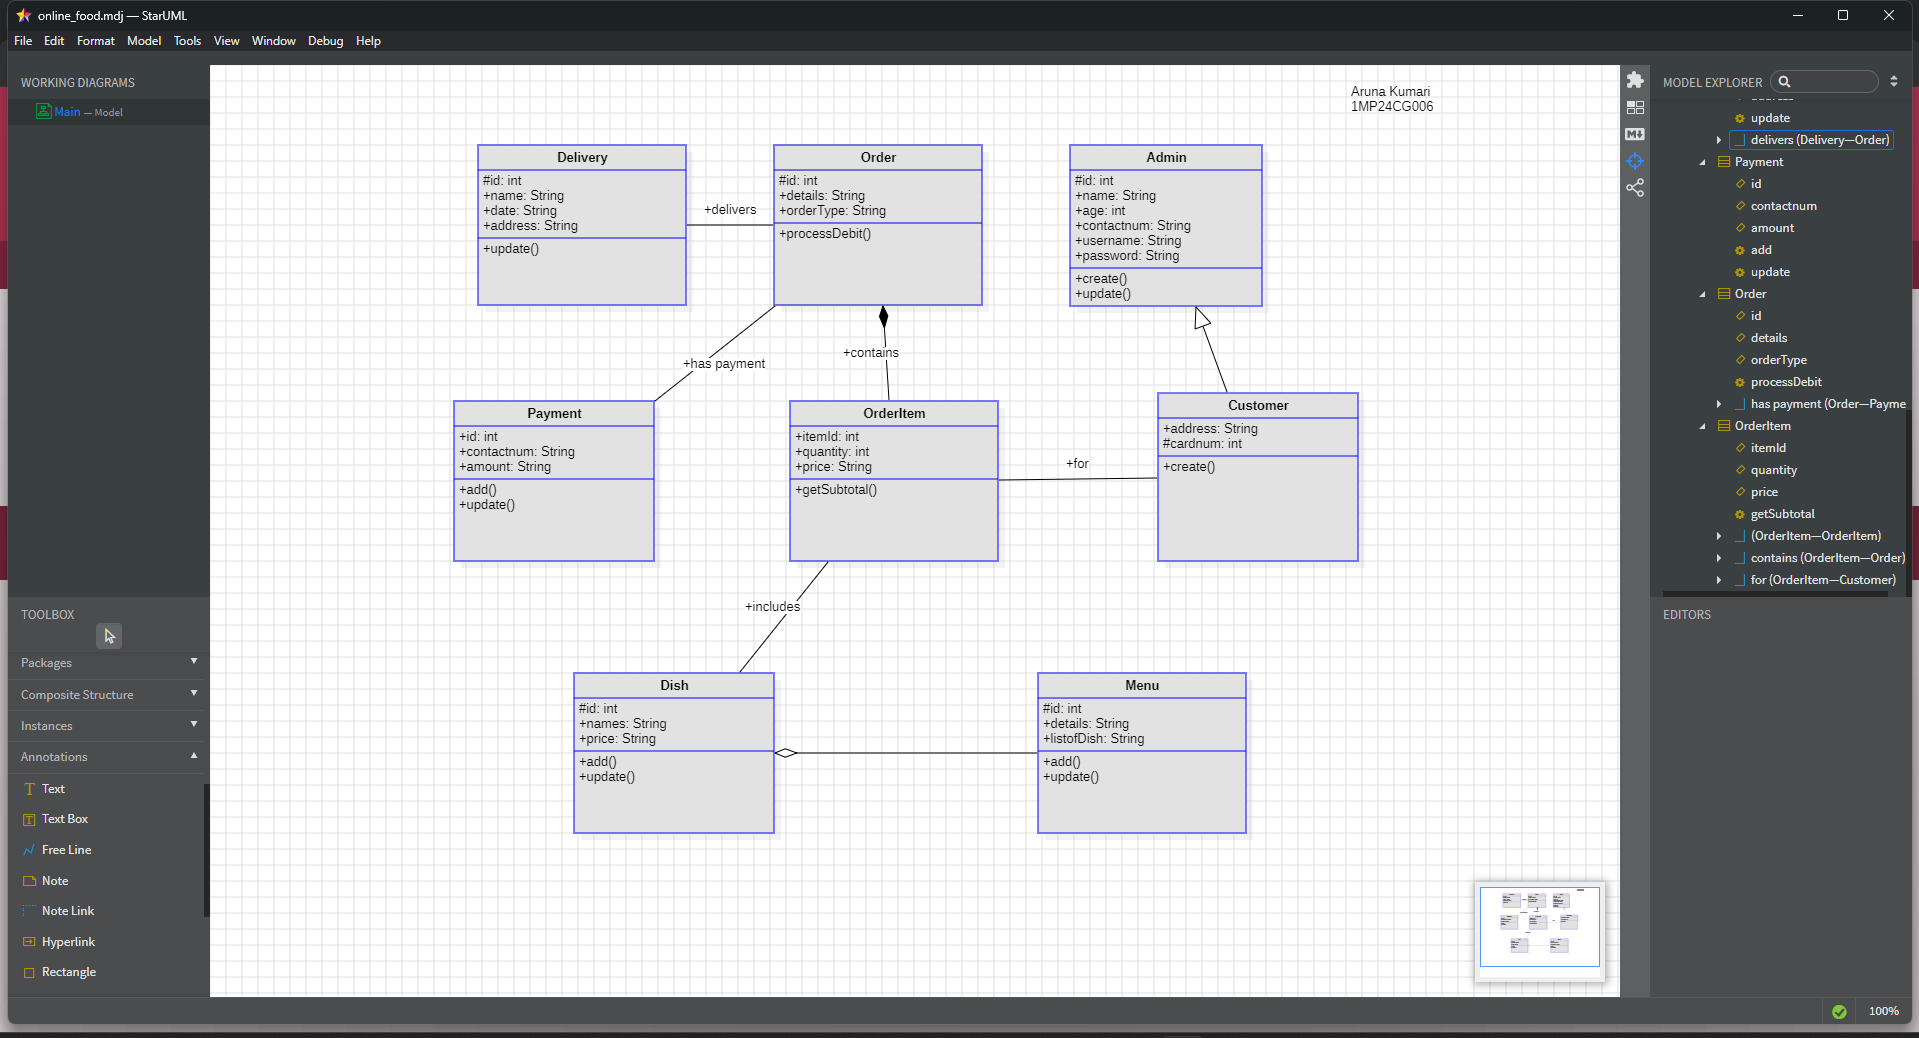 online_food.mdj — StarUML
File Edit Format Model Tools View Window Debug Help
WORKING DIAGRAMS
Main — Model
TOOLBOX
Packages
Composite Structure
Instances
Annotations
Text
Text Box
Free Line
Note
Note Link
Hyperlink
Rectangle
Aruna Kumari
1MP24CG006
Delivery
#id: int
+name: String
+date: String
+address: String
+update()
+delivers
Order
#id: int
+details: String
+orderType: String
+processDebit()
Admin
#id: int
+name: String
+age: int
+contactnum: String
+username: String
+password: String
+create()
+update()
+has payment
+contains
Payment
+id: int
+contactnum: String
+amount: String
+add()
+update()
OrderItem
+itemId: int
+quantity: int
+price: String
+getSubtotal()
+for
Customer
+address: String
#cardnum: int
+create()
+includes
Dish
#id: int
+names: String
+price: String
+add()
+update()
Menu
#id: int
+details: String
+listofDish: String
+add()
+update()
MODEL EXPLORER
update
delivers (Delivery—Order)
Payment
id
contactnum
amount
add
update
Order
id
details
orderType
processDebit
has payment (Order—Payme
OrderItem
itemId
quantity
price
getSubtotal
(OrderItem—OrderItem)
contains (OrderItem—Order)
for (OrderItem—Customer)
EDITORS
100%